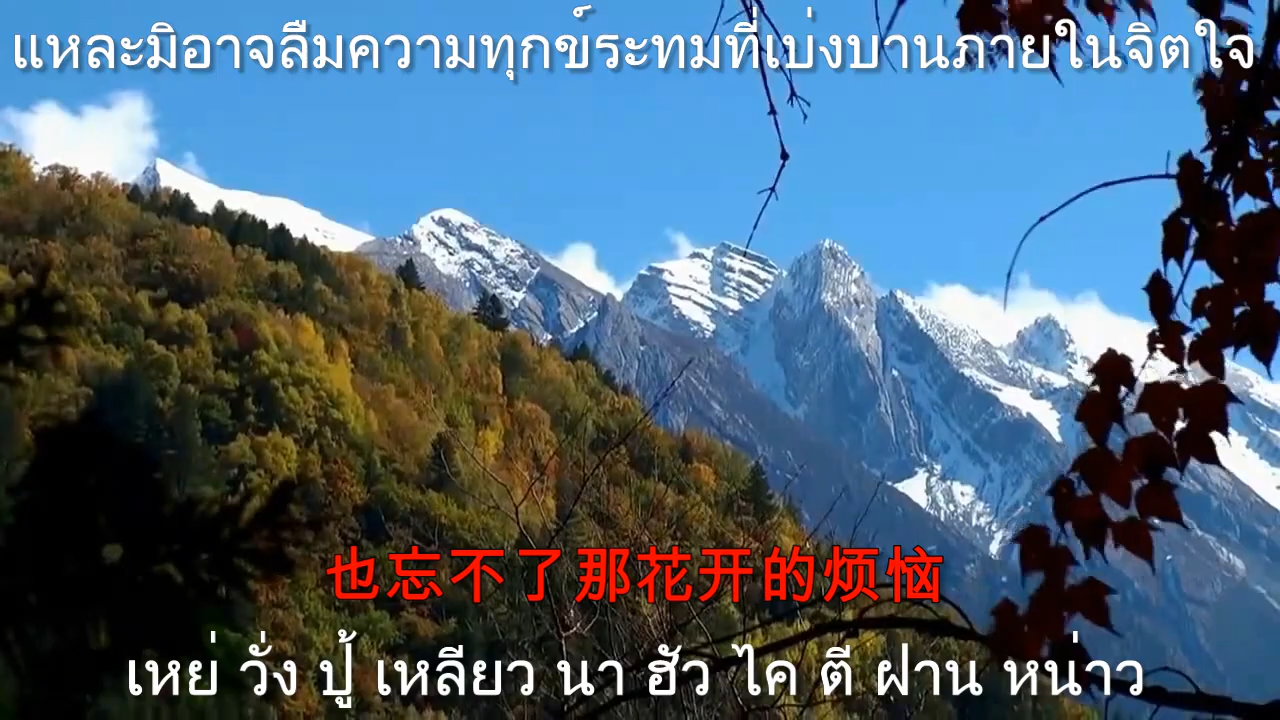 แหละมิอาจลืมความทุกข์ระทมที่เบ่งบานภายในจิตใจ
也忘不了那花开的烦恼
เหย่ วั่ง ปู้ เหลียว นา ฮัว ไค ตี ฝาน หน่าว